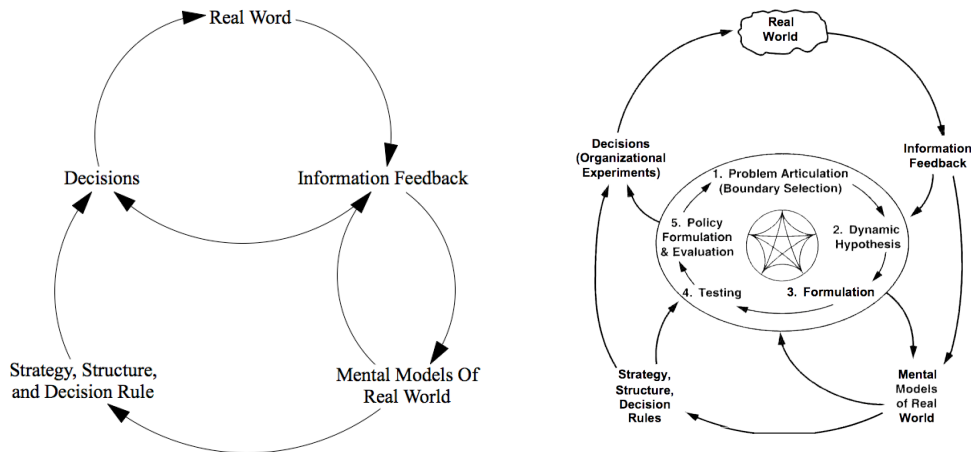 Real Word
Decisions
Information Feedback
Strategy, Structure,
and Decision Rule
Mental Models Of
Real World
Real
World
Decisions
(Organizational
Experiments)
Information
Feedback
1. Problem Articulation
(Boundary Selection)
5. Policy
Formulation
& Evaluation
2. Dynamic
Hypothesis
4. Testing
3. Formulation
Strategy,
Structure,
Decision
Rules
Mental
Models
of Real
World